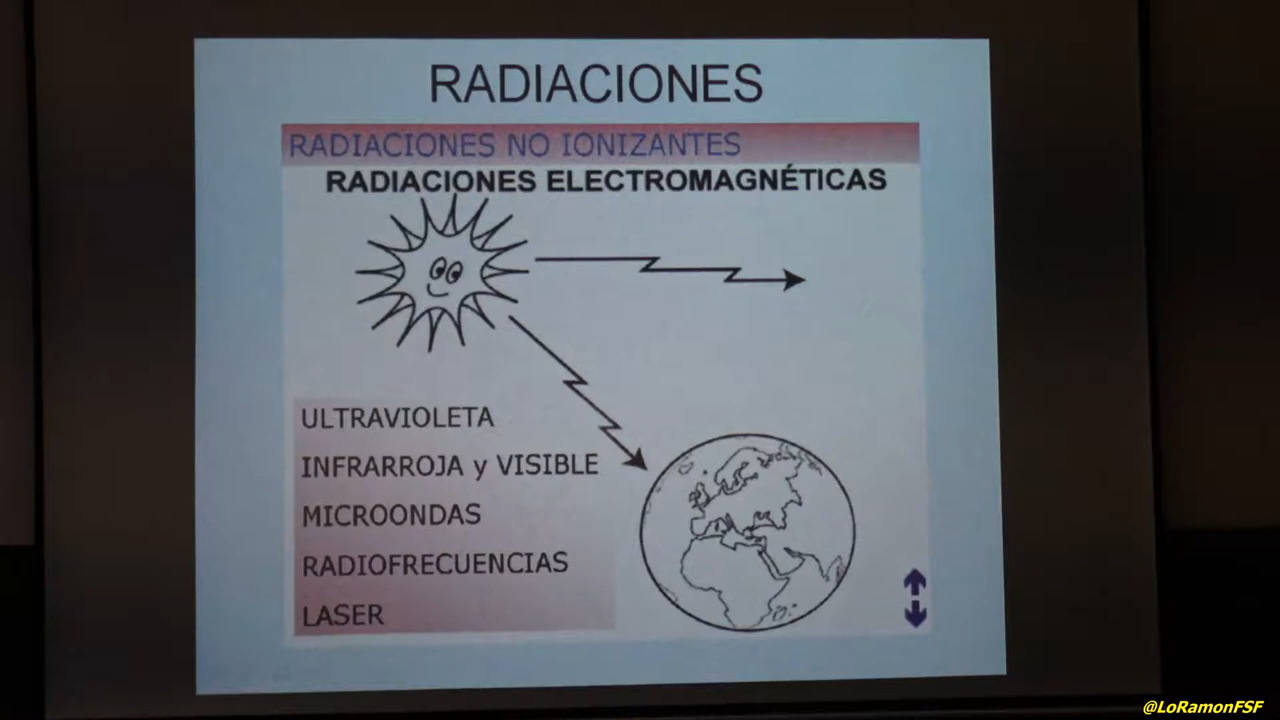 RADIACIONES
RADIACIONES NO IONIZANTES
RADIACIONES ELECTROMAGNÉTICAS
ULTRAVIOLETA
INFRARROJA y VISIBLE
MICROONDAS
RADIOFRECUENCIAS
LASER
@LoRamonFSF